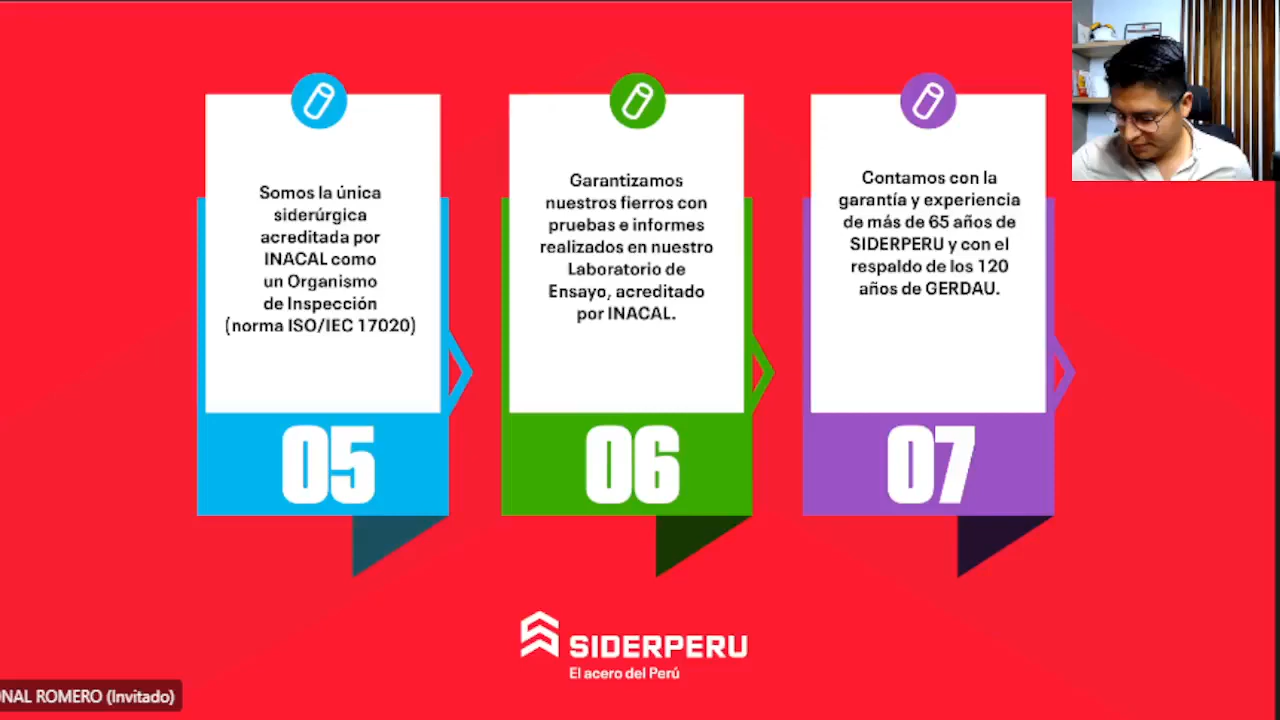 Somos la única
siderúrgica
acreditada por
INACAL como
un Organismo
de Inspección
(norma ISO/IEC 17020)
05
Garantizamos
nuestros fierros con
pruebas e informes
realizados en nuestro
Laboratorio de
Ensayo, acreditado
por INACAL.
06
Contamos con la
garantía y experiencia
de más de 65 años de
SIDERPERU y con el
respaldo de los 120
años de GERDAU.
07
SIDERPERU
El acero del Perú
ONAL ROMERO (Invitado)